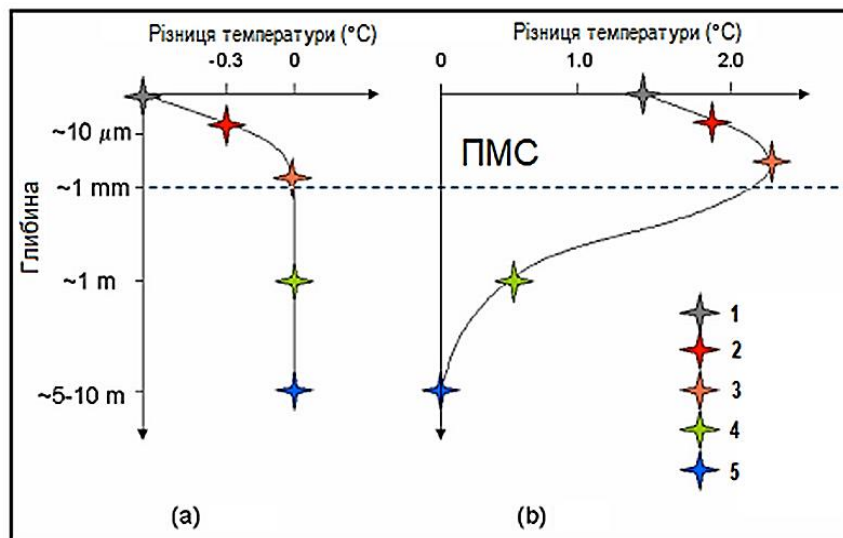 Різниця температури (°C)
Різниця температури (°C)
-0.3 0
0 1.0 2.0
~10 μm
ПМС
~1 mm
Глибина
~1 m
~5-10 m
1
2
3
4
5
(a)
(b)